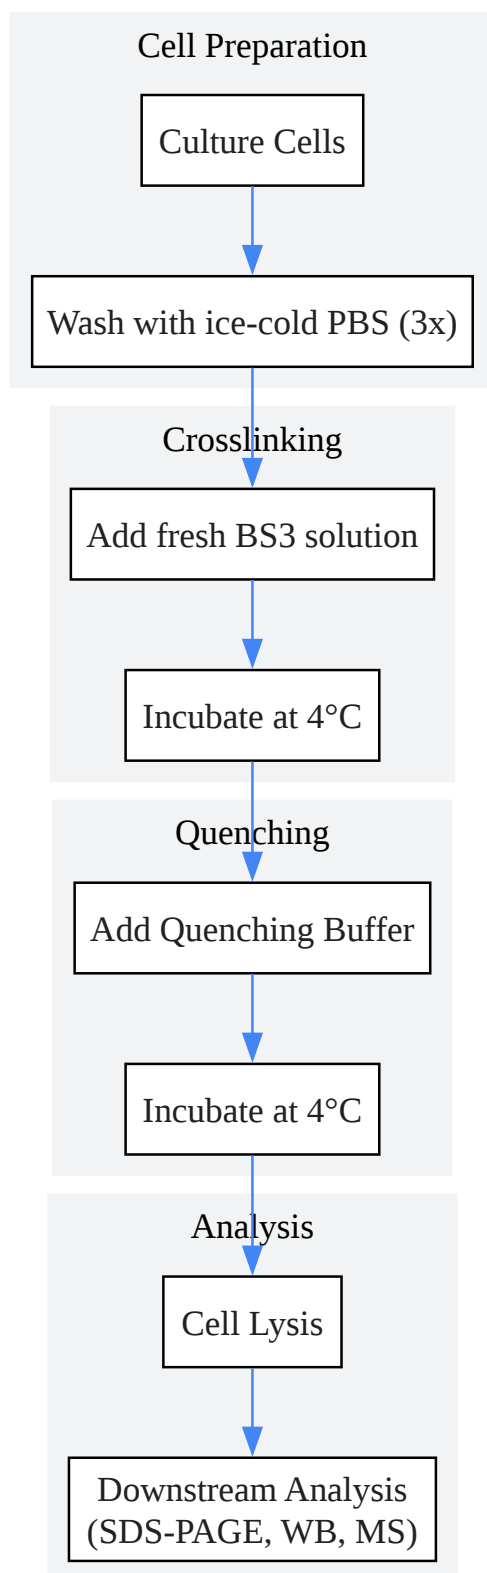 Cell Preparation
Culture Cells
Wash with ice-cold PBS (3x)
Crosslinking
Add fresh BS3 solution
Incubate at 4°C
Quenching
Add Quenching Buffer
Incubate at 4°C
Analysis
Cell Lysis
Downstream Analysis
(SDS-PAGE, WB, MS)